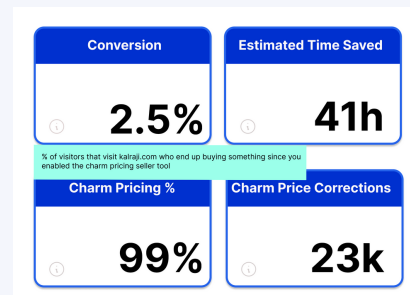 Conversion
Estimated Time Saved
2.5%
41h
% of visitors that visit kalraji.com who end up buying something since you
enabled the charm pricing seller tool
Charm Pricing %
Charm Price Corrections
99%
23k